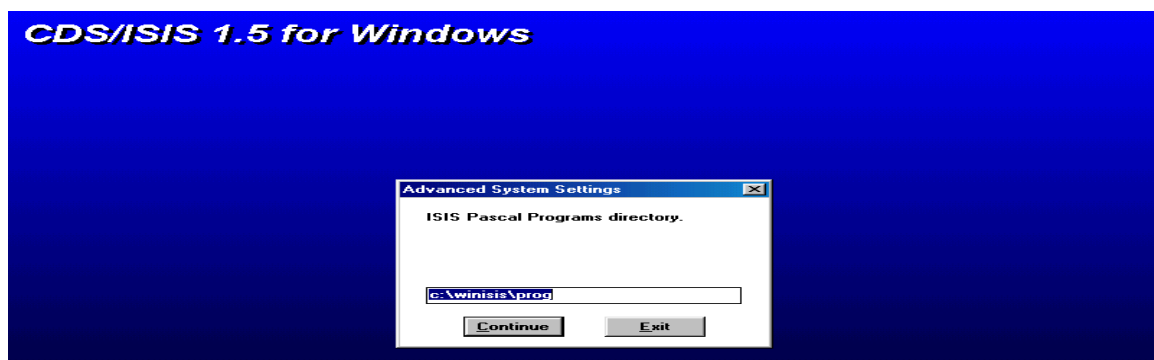 CDS/ISIS 1.5 for Windows
Advanced System Settings
ISIS Pascal Programs directory.
c:\winisis\prog
Continue
Exit